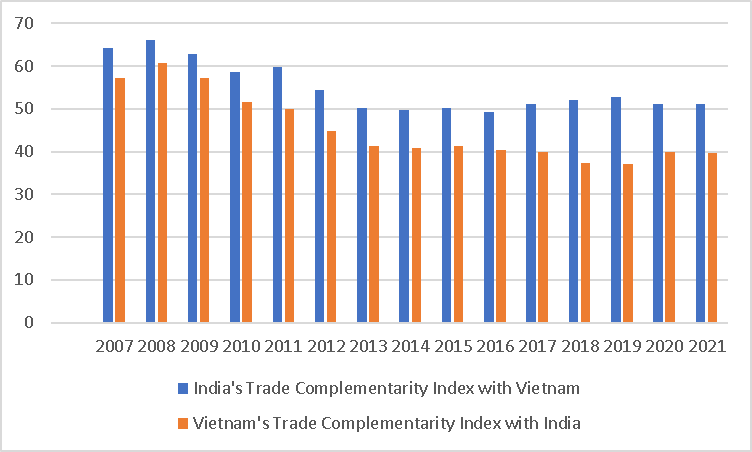 70
60
50
40
30
20
10
0
2007 2008 2009 2010 2011 2012 2013 2014 2015 2016 2017 2018 2019 2020 2021
India's Trade Complementarity Index with Vietnam
Vietnam's Trade Complementarity Index with India